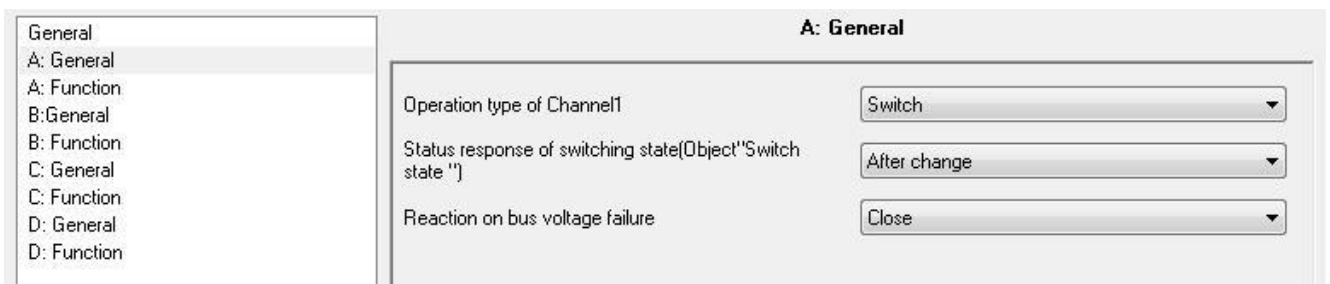 General
A: General
A: Function
B:General
B: Function
C: General
C: Function
D: General
D: Function
A: General
Operation type of Channel1
Switch
Status response of switching state(Object"Switch
state ")
After change
Reaction on bus voltage failure
Close